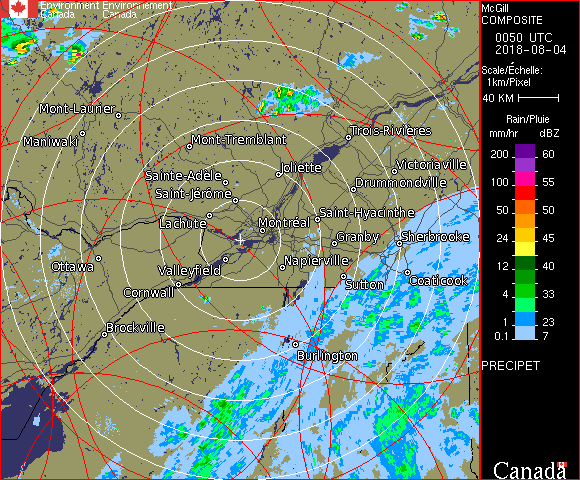 Environment Environnement
Canada Canada
McGill
COMPOSITE
0050 UTC
2018-08-04
Scale/Échelle:
1km/Pixel
40 KM
Rain/Pluie
mm/hr dBZ
200 60
100 55
50 50
24 45
12 40
4 33
1 23
0.1 7
PRECIPET
Canada
Mont-Laurier
Maniwaki
Mont-Tremblant
Trois-Rivières
Sainte-Adèle
Joliette
Victoriaville
Saint-Jérôme
Drummondville
Lachute
Montréal
Saint-Hyacinthe
Granby
Sherbrooke
Ottawa
Valleyfield
Napierville
Cornwall
Sutton
Coaticook
Brockville
Burlington